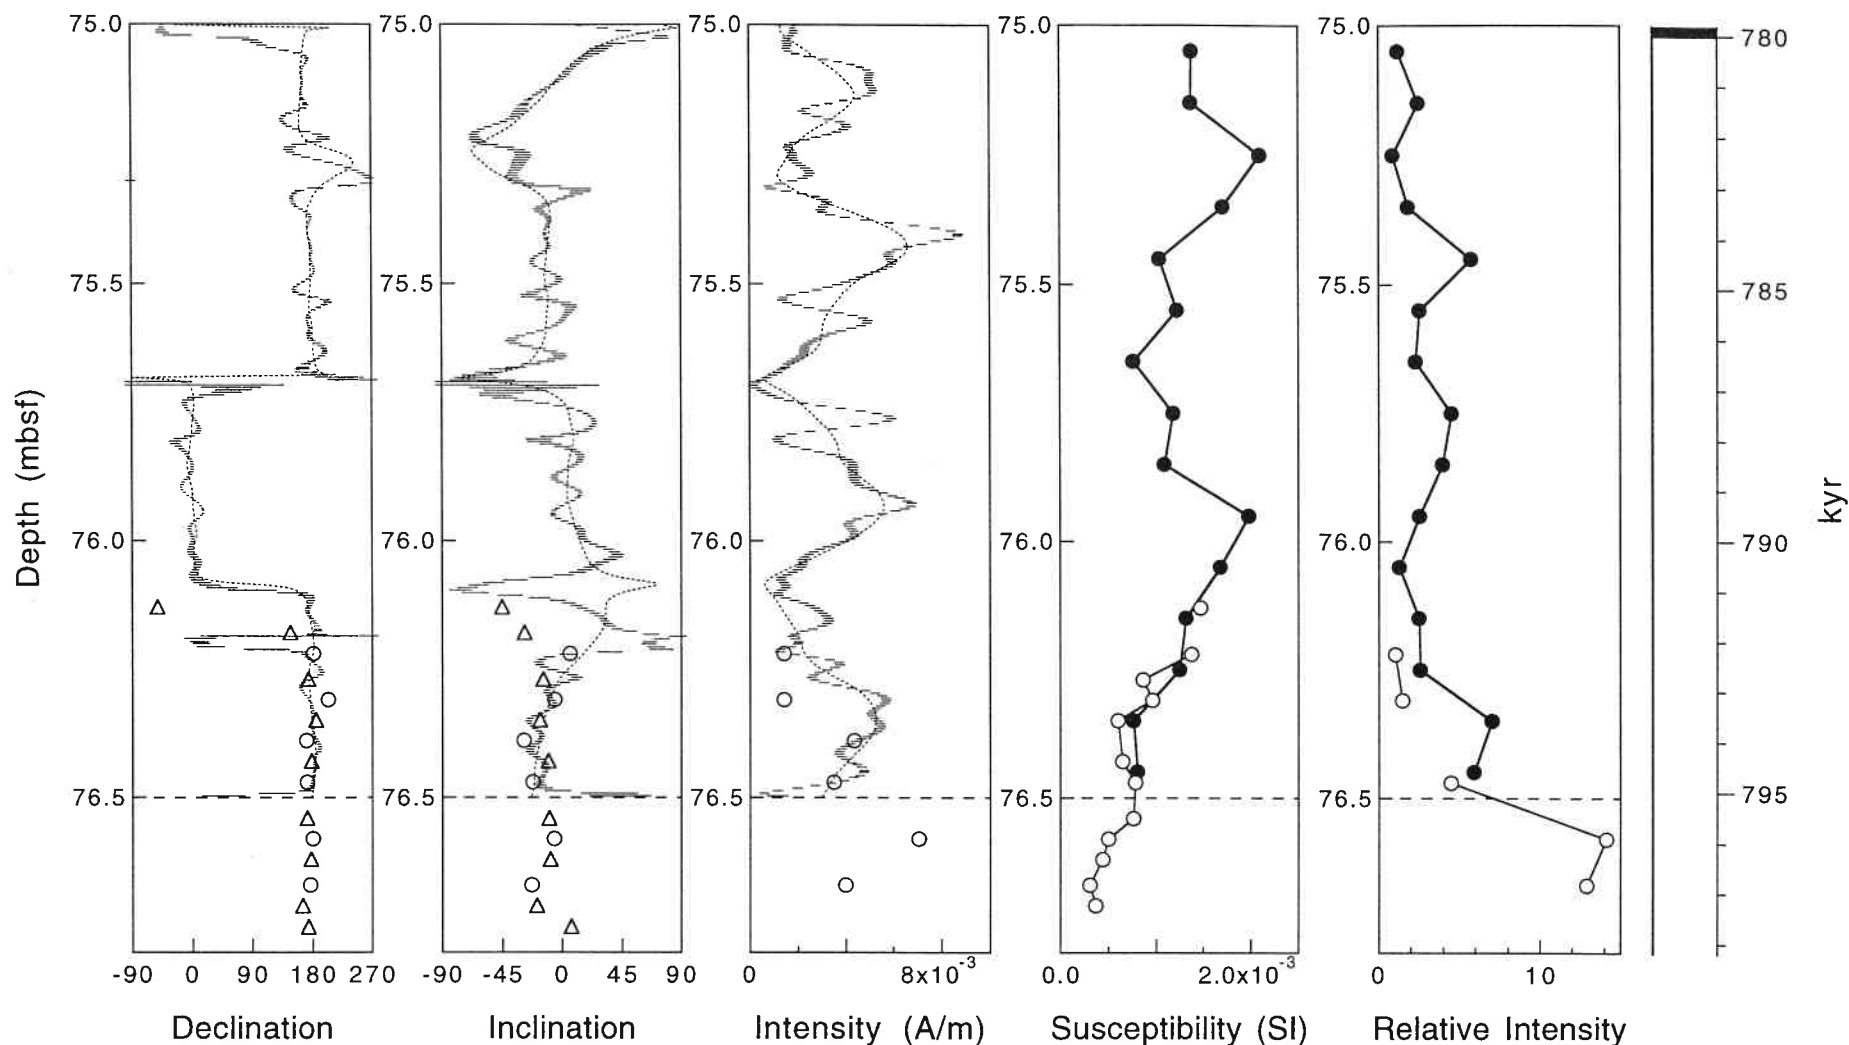 75.0 75.0 75.0 75.0 75.0 780
75.5 75.5 75.5 75.5 75.5 785
Depth (mbsf)
76.0 76.0 76.0 76.0 76.0 790
kyr
76.5 76.5 76.5 76.5 76.5 795
-90 0 90 180 270 -90 -45 0 45 90 0 8x10-3 0.0 2.0x10-3 0 10
Declination Inclination Intensity (A/m) Susceptibility (SI) Relative Intensity